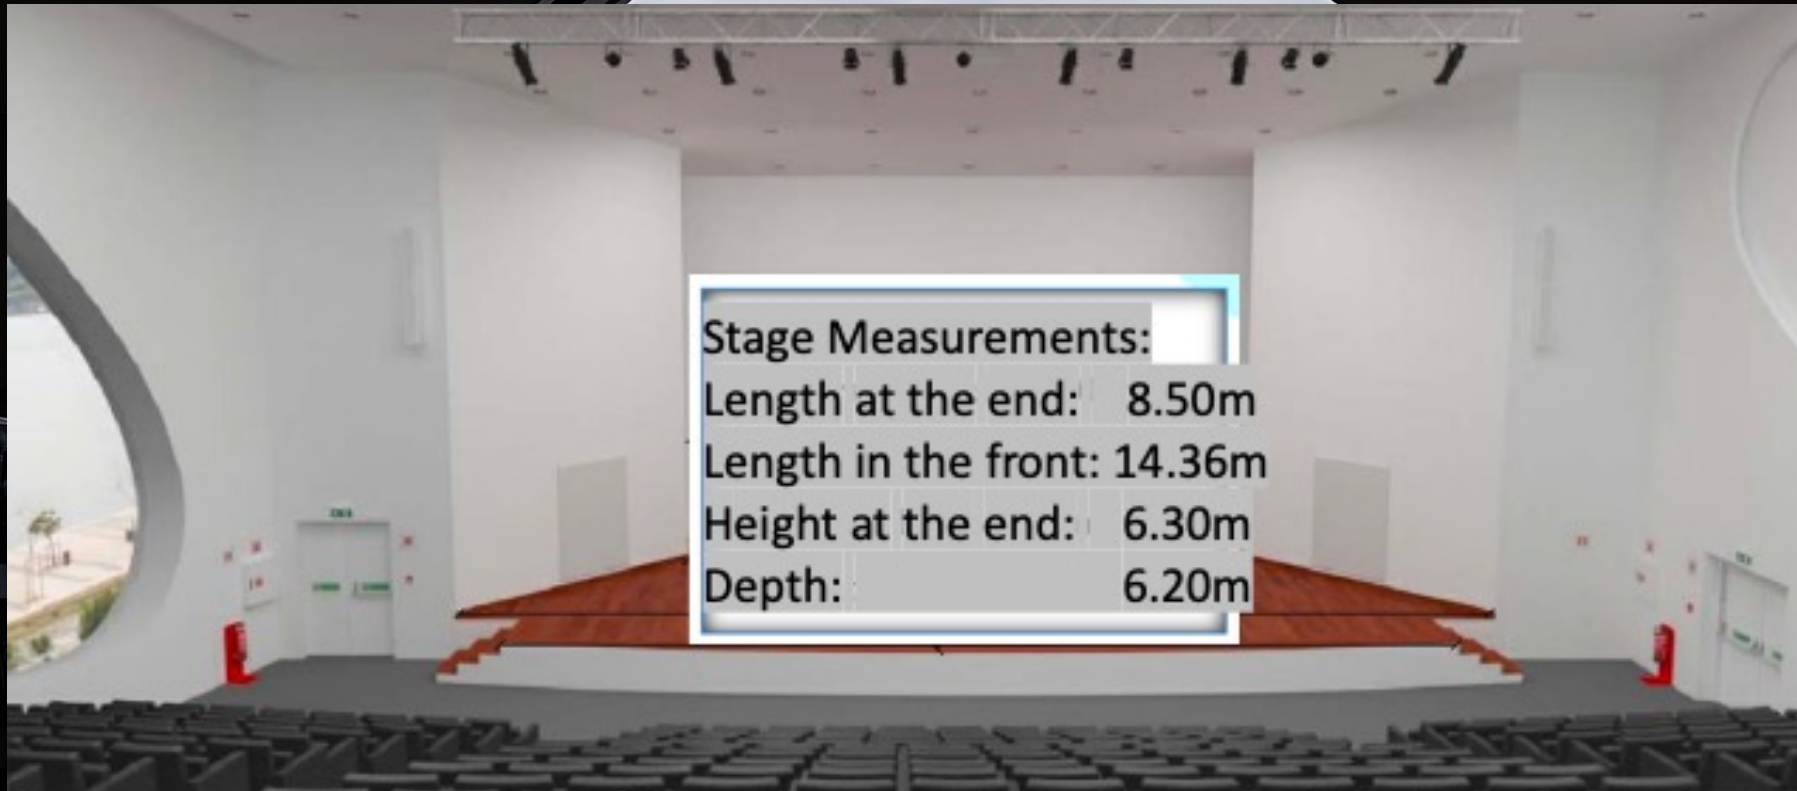 Stage Measurements:
Length at the end: 8.50m
Length in the front: 14.36m
Height at the end: 6.30m
Depth: 6.20m